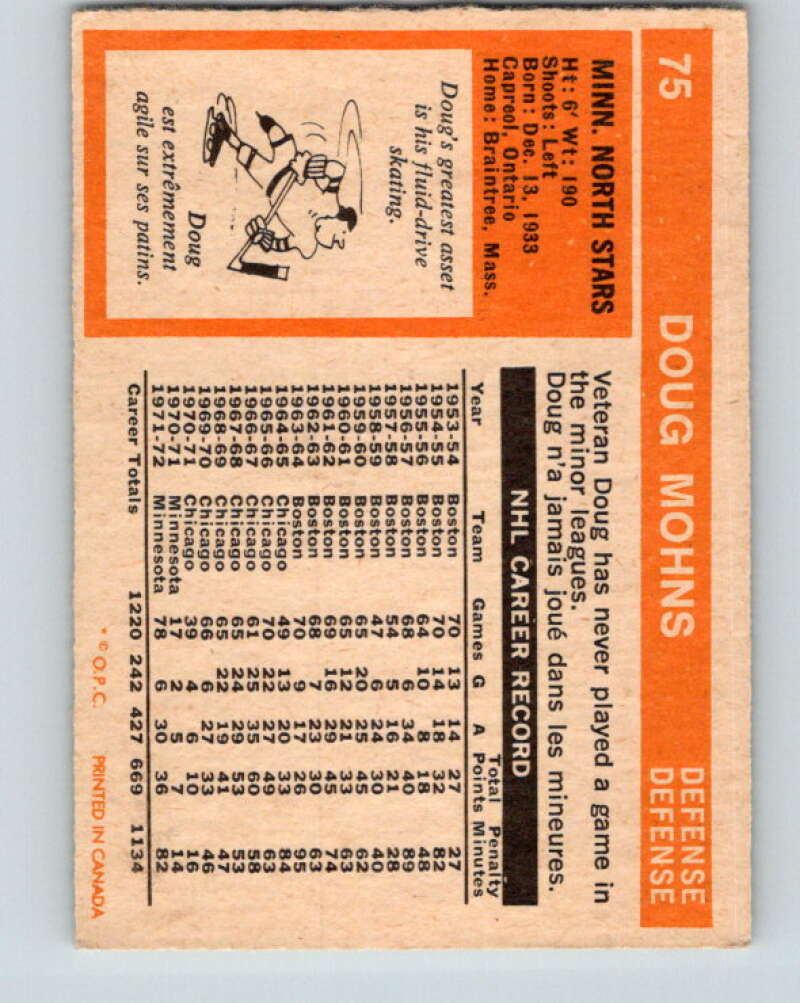 75 DOUG MOHNS DEFENSE
DEFENSE
MINN. NORTH STARS
Ht: 6' Wt: 190
Shoots: Left
Born: Dec. 13, 1933
Capreol, Ontario
Home: Braintree, Mass.
Doug's greatest asset
is his fluid-drive
skating.
Doug
est extrêmement
agile sur ses patins.
Veteran Doug has never played a game in
the minor leagues.
Doug n'a jamais joué dans les mineures.
NHL CAREER RECORD
Total Penalty
Year Team Games G A Points Minutes
1953-54 Boston 70 13 14 27 27
1954-55 Boston 70 14 18 32 82
1955-56 Boston 64 10 8 18 48
1956-57 Boston 68 6 34 40 89
1957-58 Boston 54 5 16 21 28
1958-59 Boston 47 6 24 30 40
1959-60 Boston 65 20 25 45 62
1960-61 Boston 65 12 21 33 63
1961-62 Boston 69 16 29 45 74
1962-63 Boston 68 7 23 30 63
1963-64 Boston 70 9 17 26 95
1964-65 Chicago 49 13 20 33 84
1965-66 Chicago 70 22 27 49 63
1966-67 Chicago 61 25 35 60 58
1967-68 Chicago 65 24 29 53 53
1968-69 Chicago 65 22 19 41 47
1969-70 Chicago 66 6 27 33 46
1970-71 Chicago 39 4 6 10 16
1970-71 Minnesota 17 2 5 7 14
1971-72 Minnesota 78 6 30 36 82
Career Totals 1220 242 427 669 1134
* © O.P.C. PRINTED IN CANADA